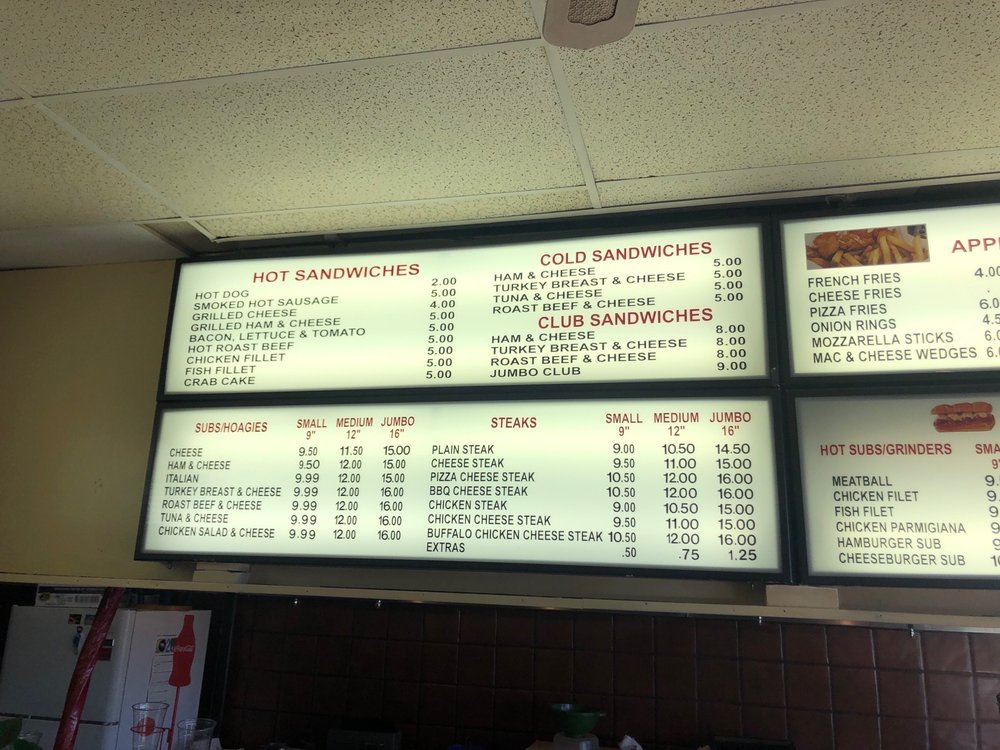 HOT SANDWICHES
HOT DOG 2.00
SMOKED HOT SAUSAGE 5.00
GRILLED CHEESE 4.00
GRILLED HAM & CHEESE 5.00
BACON, LETTUCE & TOMATO 5.00
HOT ROAST BEEF 5.00
CHICKEN FILLET 5.00
FISH FILLET 5.00
CRAB CAKE 5.00
COLD SANDWICHES
HAM & CHEESE 5.00
TURKEY BREAST & CHEESE 5.00
TUNA & CHEESE 5.00
ROAST BEEF & CHEESE 5.00
CLUB SANDWICHES
HAM & CHEESE 8.00
TURKEY BREAST & CHEESE 8.00
ROAST BEEF & CHEESE 8.00
JUMBO CLUB 9.00
FRENCH FRIES 4.00
CHEESE FRIES
PIZZA FRIES 6.0
ONION RINGS 4.5
MOZZARELLA STICKS 6.0
MAC & CHEESE WEDGES 6.0
SUBS/HOAGIES SMALL MEDIUM JUMBO
9" 12" 16"
CHEESE 9.50 11.50 15.00
HAM & CHEESE 9.50 12.00 15.00
ITALIAN 9.99 12.00 15.00
TURKEY BREAST & CHEESE 9.99 12.00 16.00
ROAST BEEF & CHEESE 9.99 12.00 16.00
TUNA & CHEESE 9.99 12.00 16.00
CHICKEN SALAD & CHEESE 9.99 12.00 16.00
STEAKS SMALL MEDIUM JUMBO
9" 12" 16"
PLAIN STEAK 9.00 10.50 14.50
CHEESE STEAK 9.50 11.00 15.00
PIZZA CHEESE STEAK 10.50 12.00 16.00
BBQ CHEESE STEAK 10.50 12.00 16.00
CHICKEN STEAK 9.00 10.50 15.00
CHICKEN CHEESE STEAK 9.50 11.00 15.00
BUFFALO CHICKEN CHEESE STEAK 10.50 12.00 16.00
EXTRAS .50 .75 1.25
HOT SUBS/GRINDERS
MEATBALL
CHICKEN FILET
FISH FILET
CHICKEN PARMIGIANA
HAMBURGER SUB
CHEESEBURGER SUB